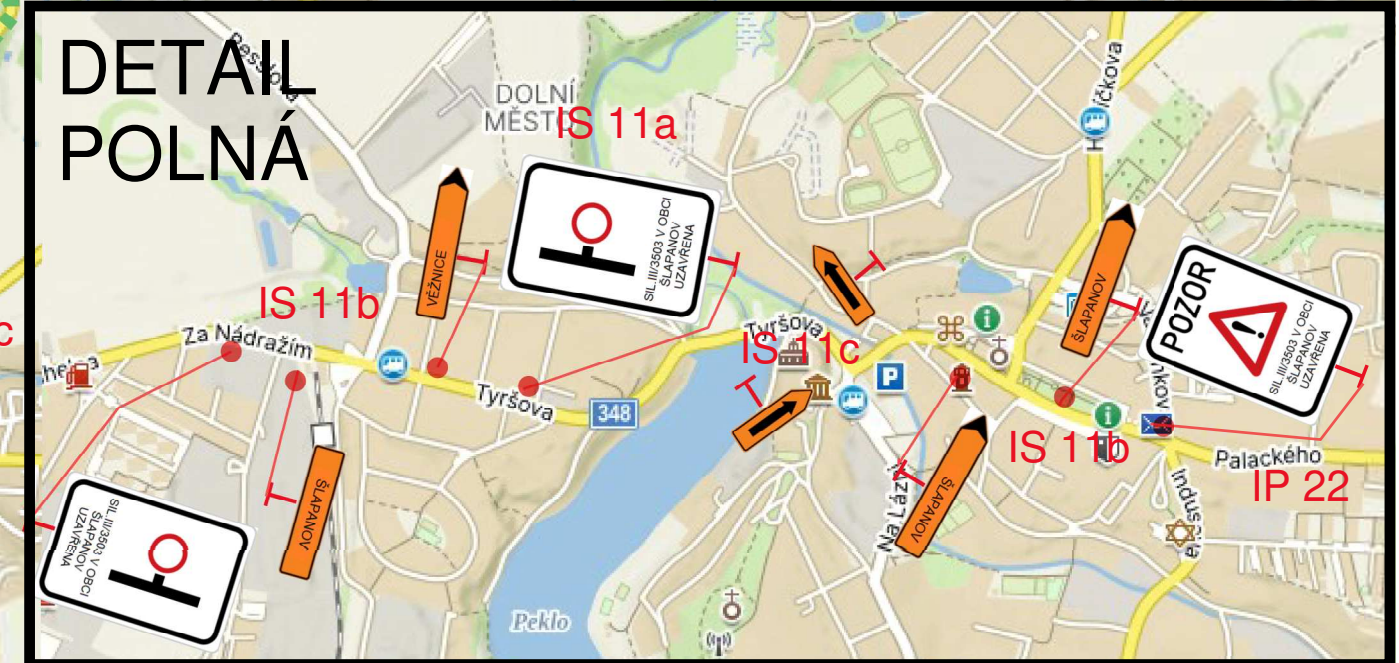 DETAIL
POLNÁ
DOLNÍ
MĚSTO
IS 11a
VĚŽNICE
SIL.III/3503 V OBCI
ŠLAPANOV
UZAVŘENA
IS 11b
Za Nádražím
Tyršova
348
Tyršova
IS 11c
P
ŠLAPANOV
POZOR
SIL.III/3503 V OBCI
ŠLAPANOV
UZAVŘENA
IS 11b
Palackého
IP 22
Indus
ŠLAPANOV
Na Lázni
ŠLAPANOV
SIL.III/3503 V OBCI
ŠLAPANOV
UZAVŘENA
Peklo
c